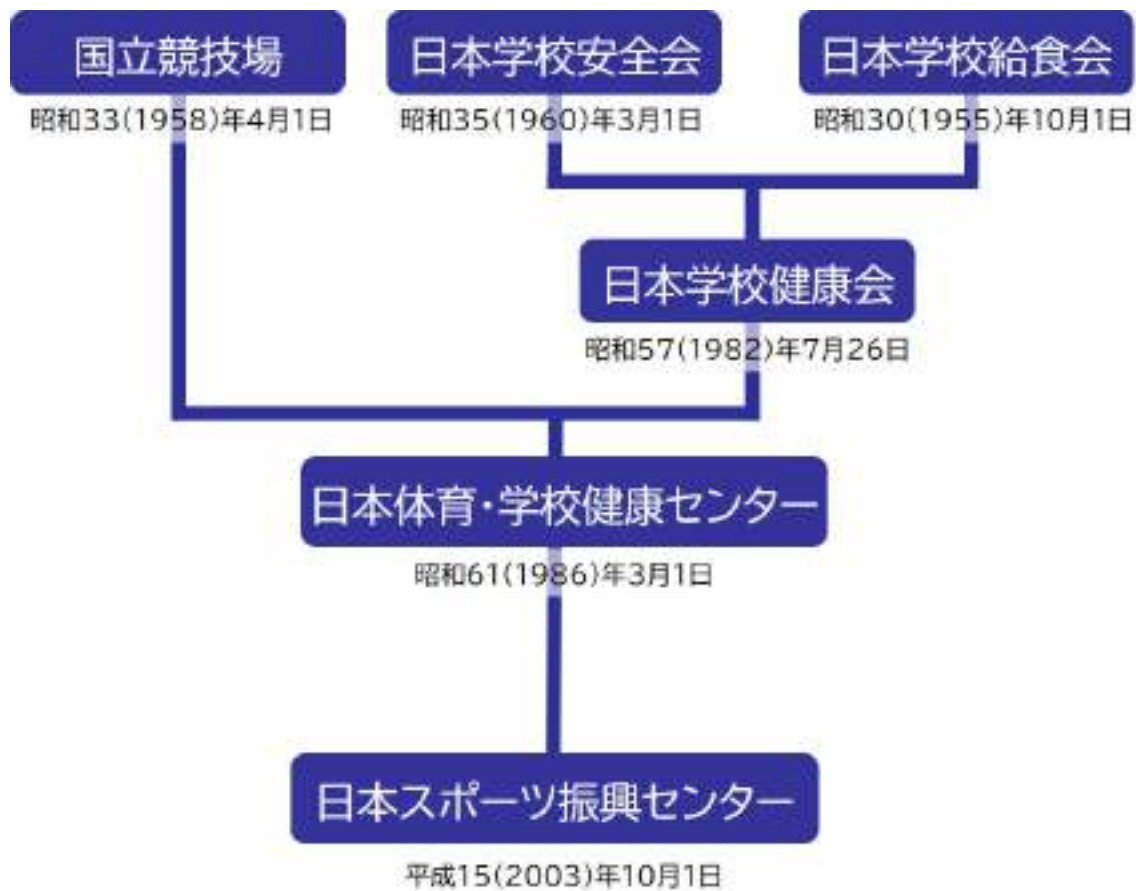 国立競技場
昭和33(1958)年4月1日
日本学校安全会
昭和35(1960)年3月1日
日本学校給食会
昭和30(1955)年10月1日
日本学校健康会
昭和57(1982)年7月26日
日本体育・学校健康センター
昭和61(1986)年3月1日
日本スポーツ振興センター
平成15(2003)年10月1日